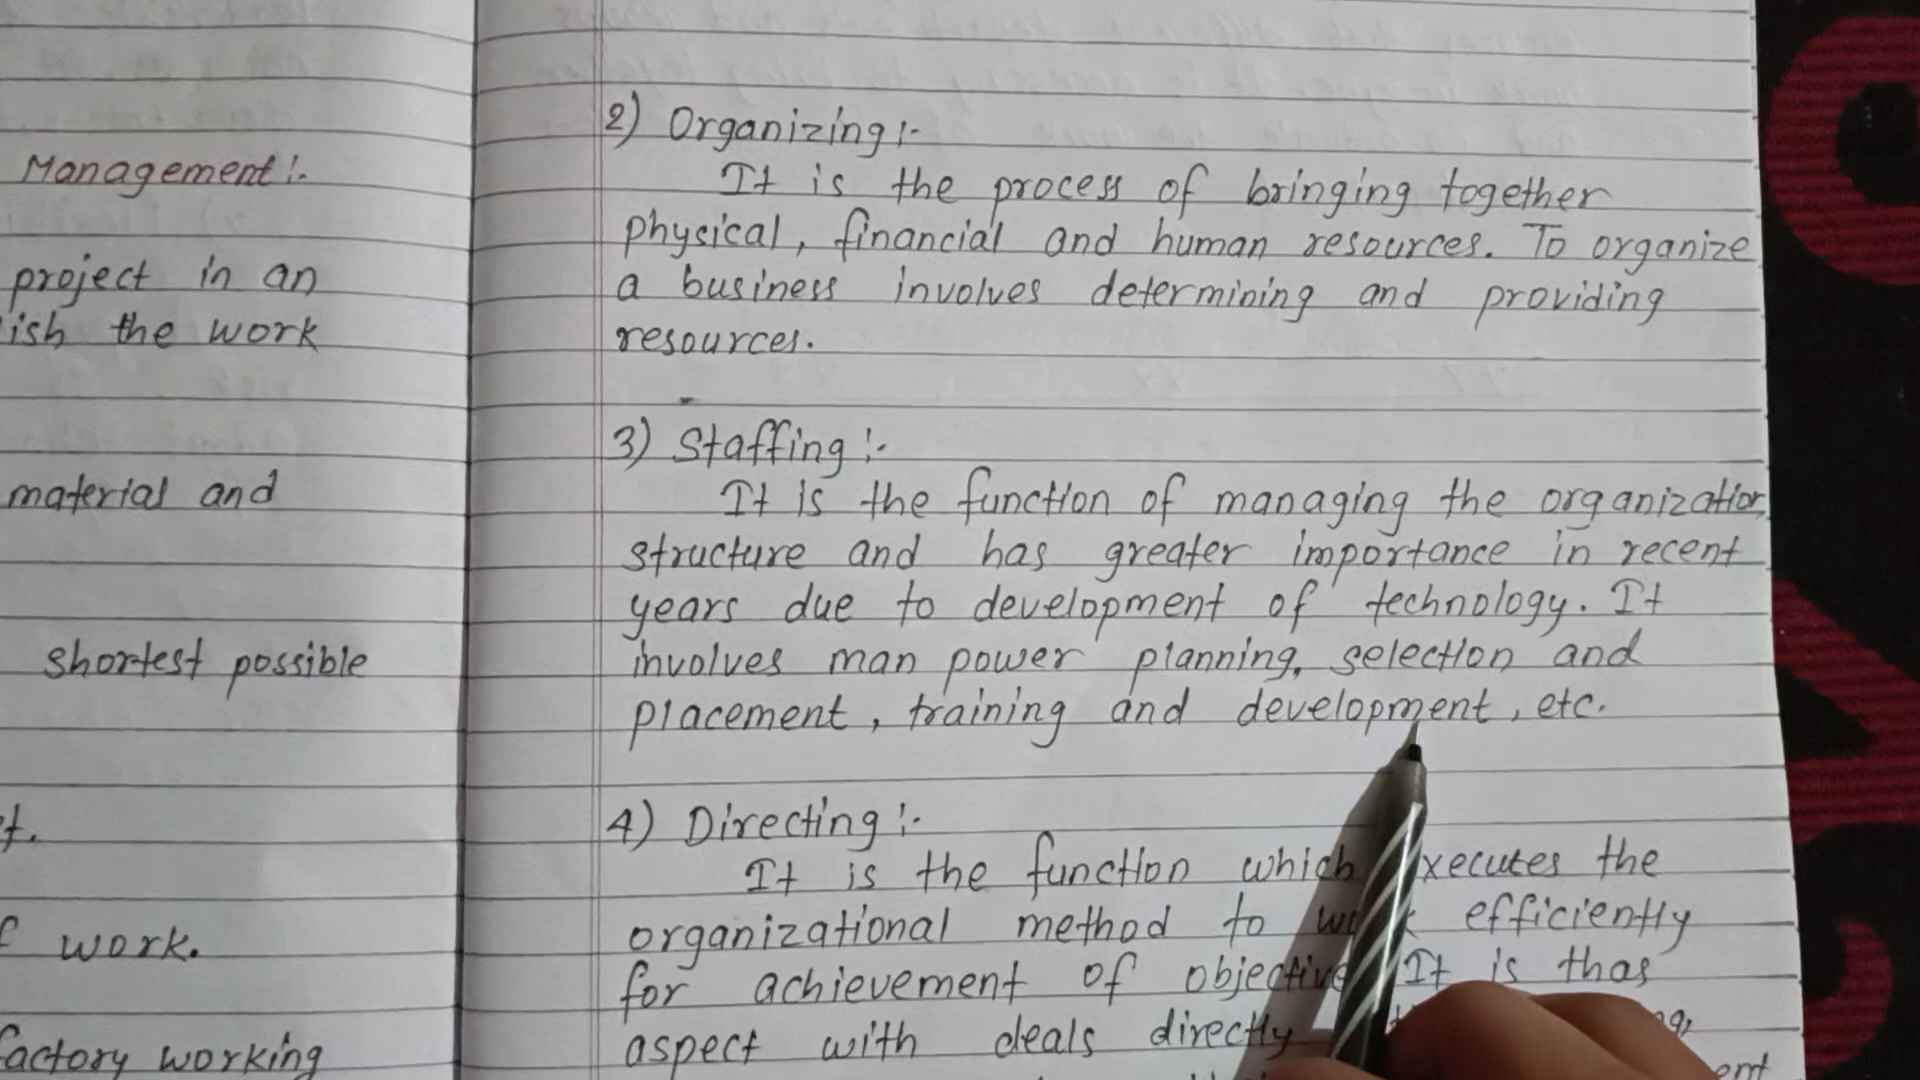 Management:-
project in an
ish the work
material and
shortest possible
t.
f work.
factory working
2) Organizing:-
It is the process of bringing together
physical, financial and human resources. To organize
a business involves determining and providing
resources.
3) Staffing:-
It is the function of managing the organization
structure and has greater importance in recent
years due to development of technology. It
involves man power planning, selection and
placement, training and development, etc.
4) Directing:-
It is the function which xecutes the
organizational method to efficiently
for achievement of objective It is thas
aspect with deals directly